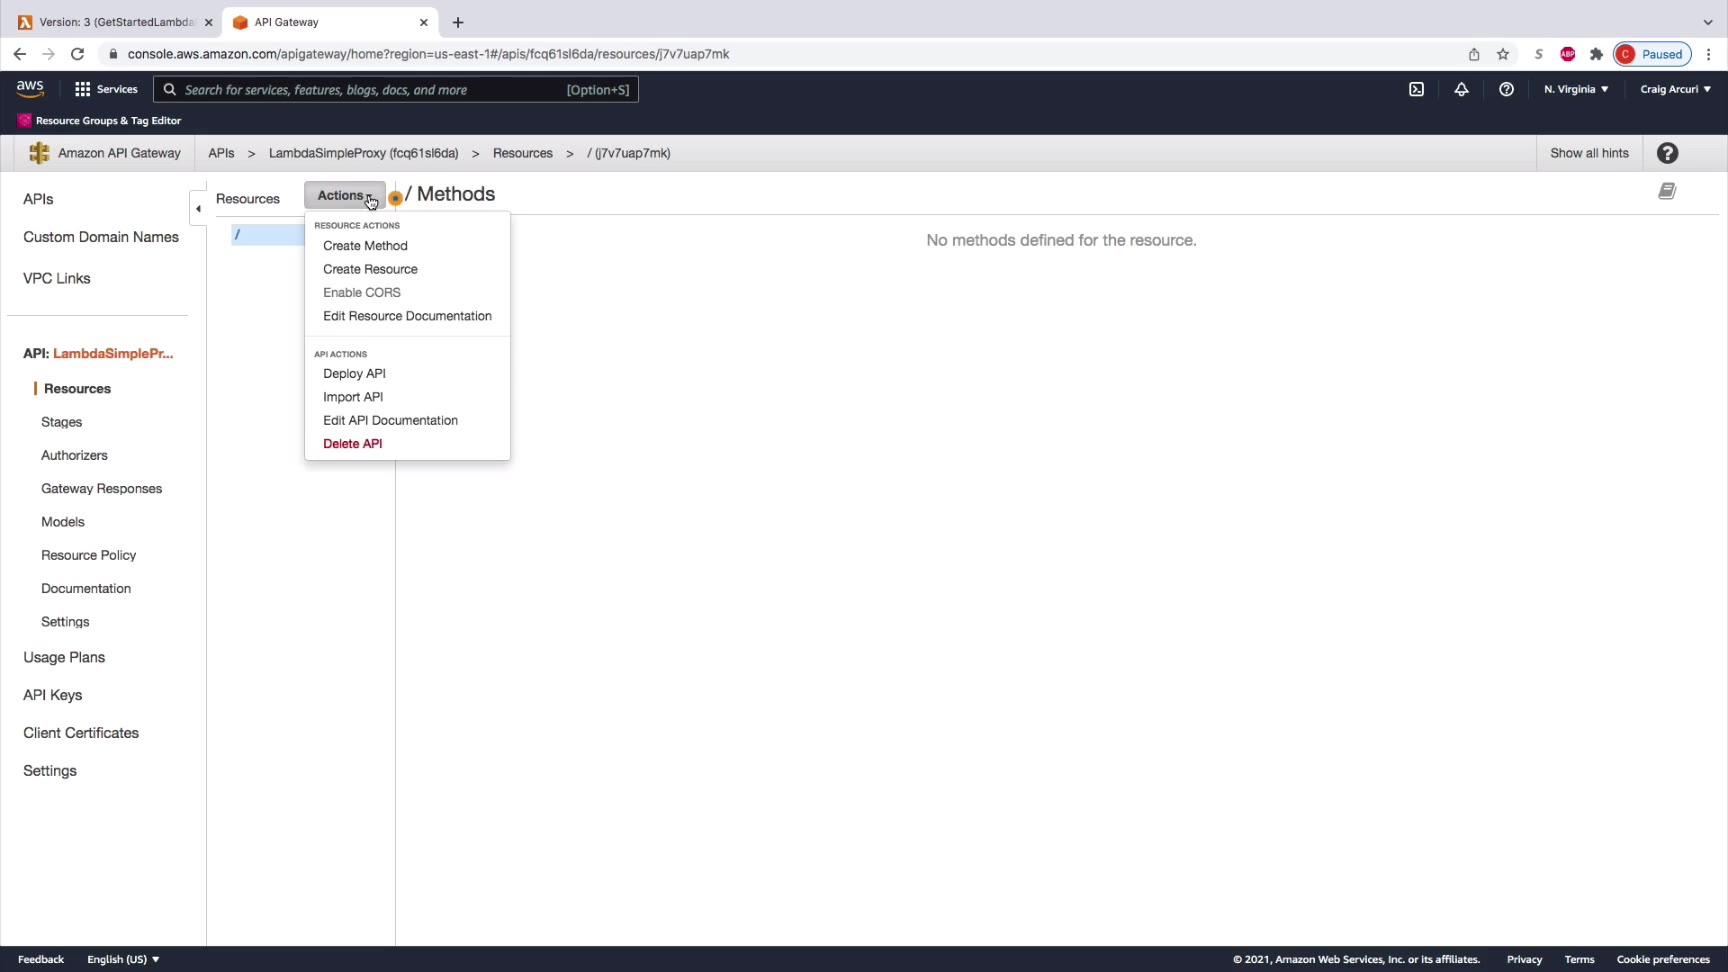 Version: 3 (GetStartedLambda
API Gateway
console.aws.amazon.com/apigateway/home?region=us-east-1#/apis/fcq61sl6da/resources/j7v7uap7mk
ABP
C Paused
aws
Services
Search for services, features, blogs, docs, and more [Option+S]
N. Virginia
Craig Arcuri
Resource Groups & Tag Editor
Amazon API Gateway
APIs > LambdaSimpleProxy (fcq61sl6da) > Resources > / (j7v7uap7mk)
Show all hints
APIs
Custom Domain Names
VPC Links
API: LambdaSimplePr...
Resources
Stages
Authorizers
Gateway Responses
Models
Resource Policy
Documentation
Settings
Usage Plans
API Keys
Client Certificates
Settings
Resources
Actions
/ Methods
/
RESOURCE ACTIONS
Create Method
Create Resource
Enable CORS
Edit Resource Documentation
API ACTIONS
Deploy API
Import API
Edit API Documentation
Delete API
No methods defined for the resource.
Feedback
English (US)
© 2021, Amazon Web Services, Inc. or its affiliates.
Privacy
Terms
Cookie preferences